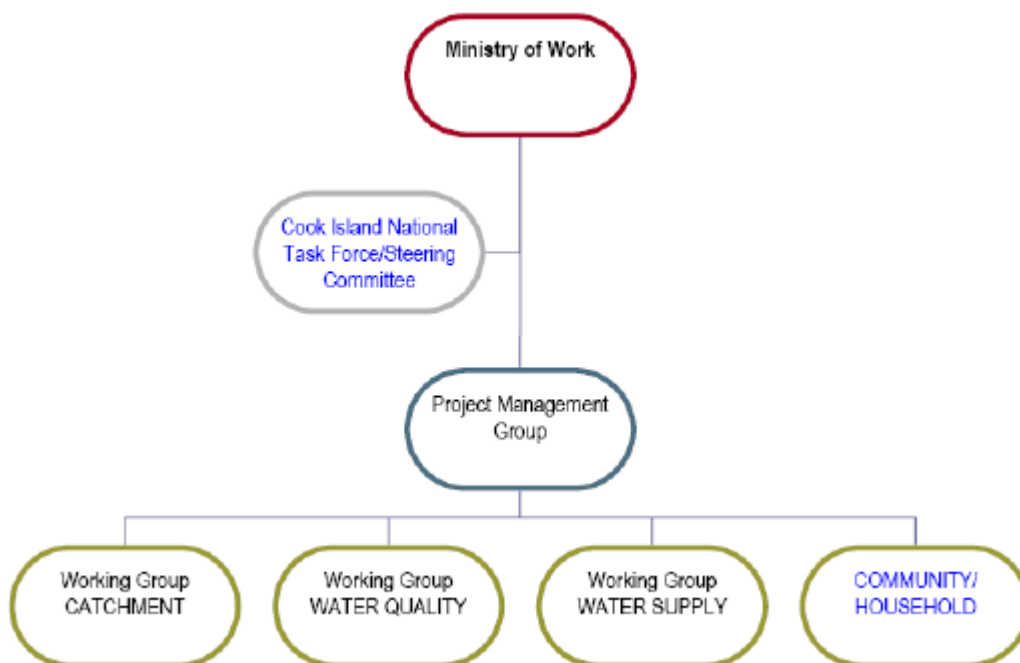 Ministry of Work
Cook Island National
Task Force/Steering
Committee
Project Management
Group
Working Group
CATCHMENT
Working Group
WATER QUALITY
Working Group
WATER SUPPLY
COMMUNITY/
HOUSEHOLD